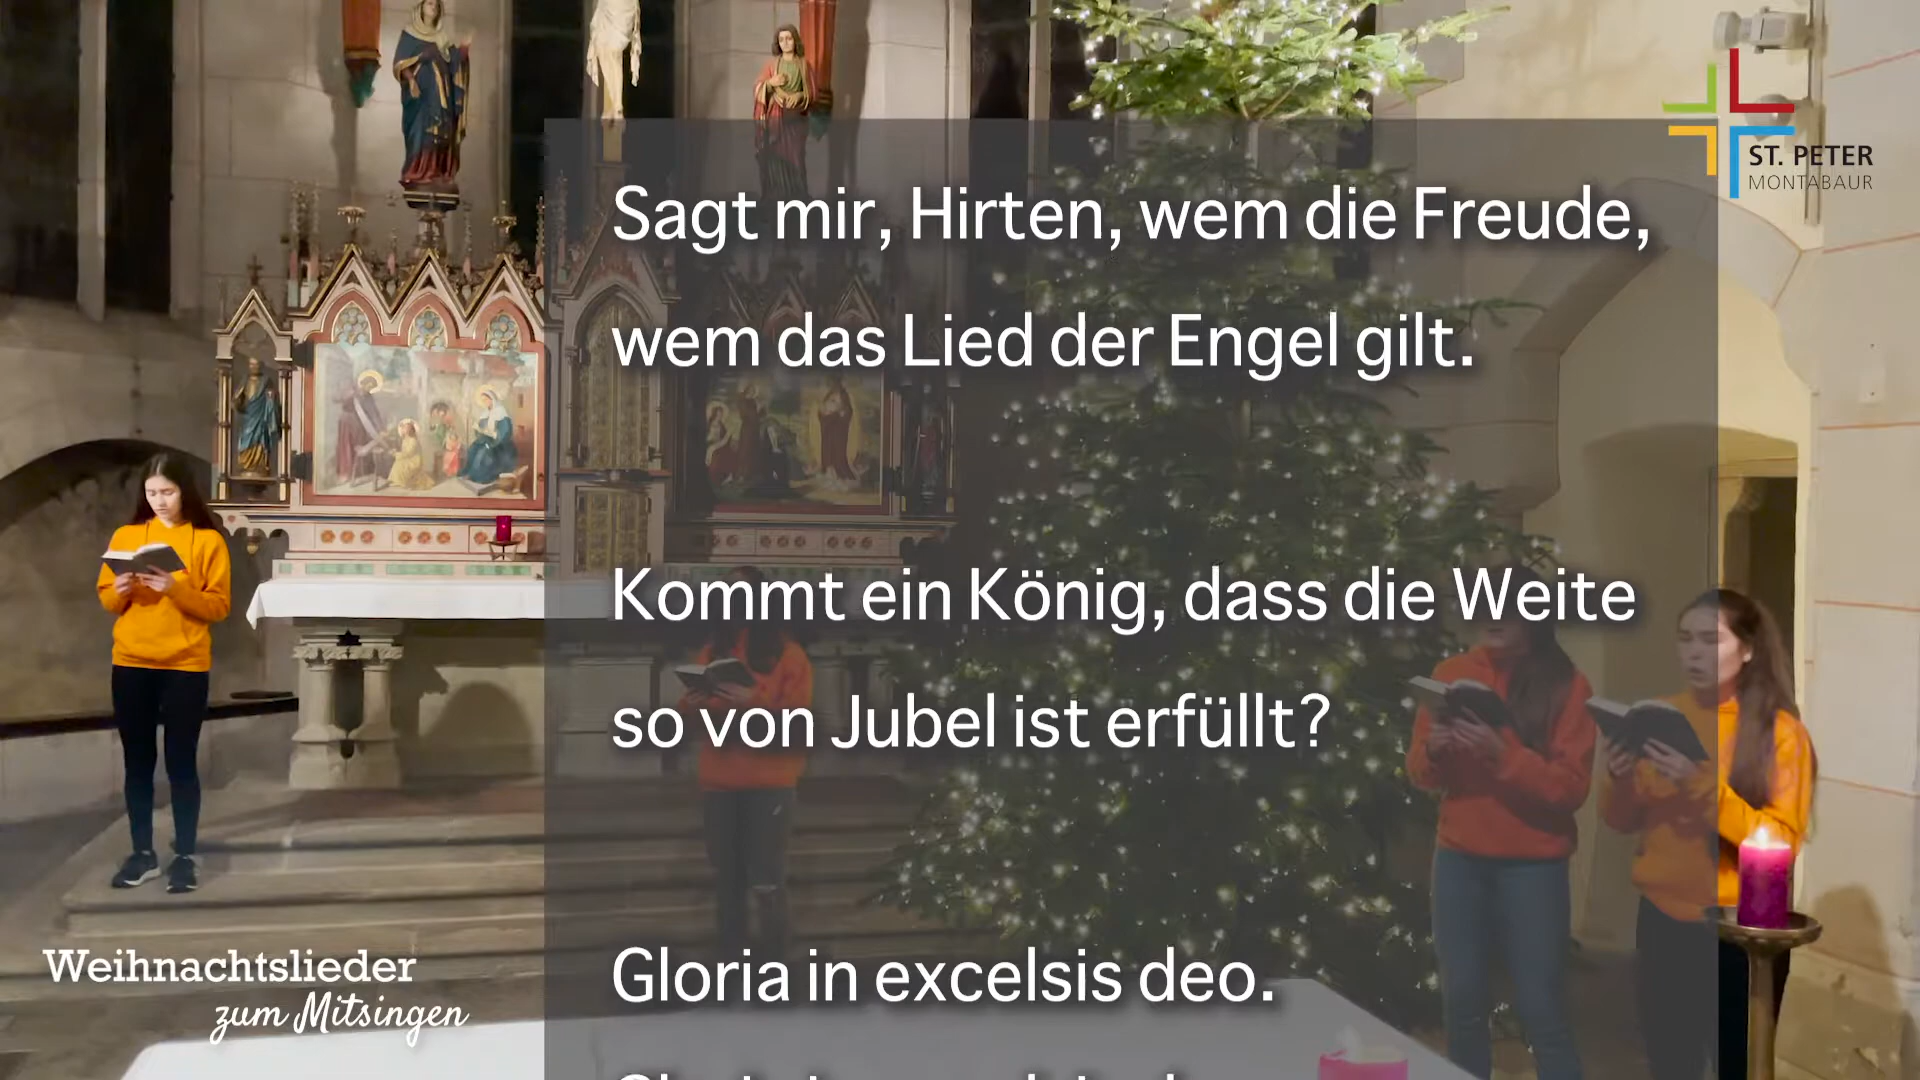 ST. PETER
MONTABAUR
Sagt mir, Hirten, wem die Freude,
wem das Lied der Engel gilt.
Kommt ein König, dass die Weite
so von Jubel ist erfüllt?
Gloria in excelsis deo.
Weihnachtslieder
zum Mitsingen